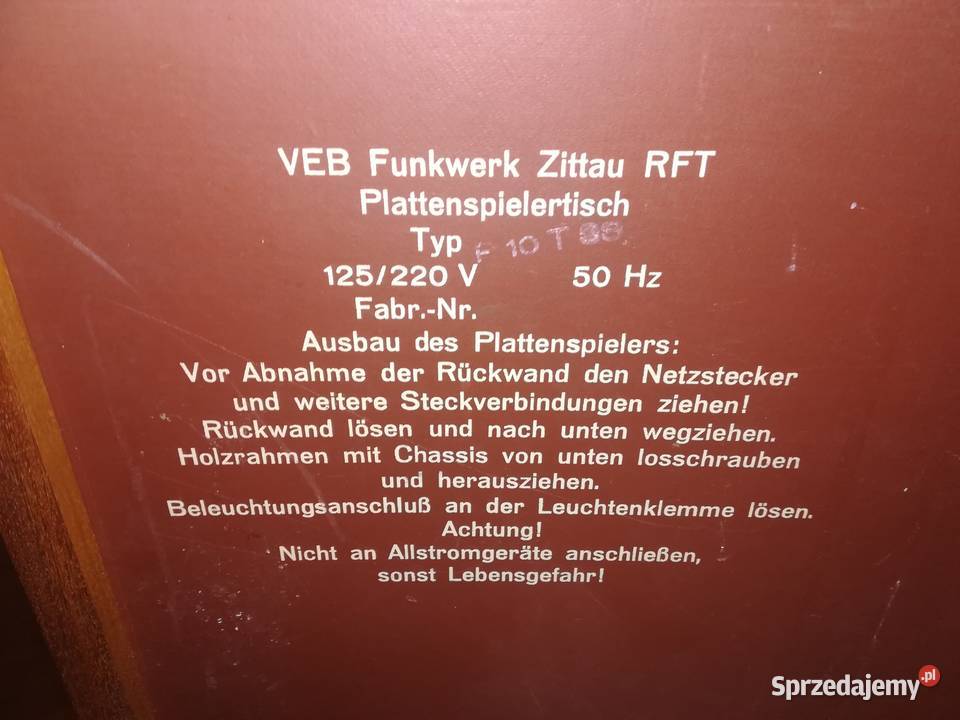 VEB Funkwerk Zittau RFT
Plattenspielertisch
Typ 10 T
125/220 V 50 Hz
Fabr.-Nr.
Ausbau des Plattenspielers:
Vor Abnahme der Rückwand den Netzstecker
und weitere Steckverbindungen ziehen!
Rückwand lösen und nach unten wegziehen.
Holzrahmen mit Chassis von unten losschrauben
und herausziehen.
Beleuchtungsanschluß an der Leuchtenklemme lösen.
Achtung!
Nicht an Allstromgeräte anschließen,
sonst Lebensgefahr!
Sprzedajemy.pl